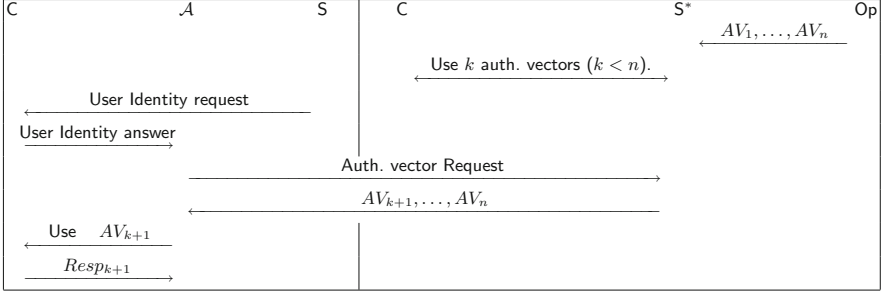 C 𝒜 S C S* Op
AV₁, . . . , AVₙ
Use k auth. vectors (k < n).
User Identity request
User Identity answer
Auth. vector Request
AVₖ₊₁, . . . , AVₙ
Use AVₖ₊₁
Respₖ₊₁